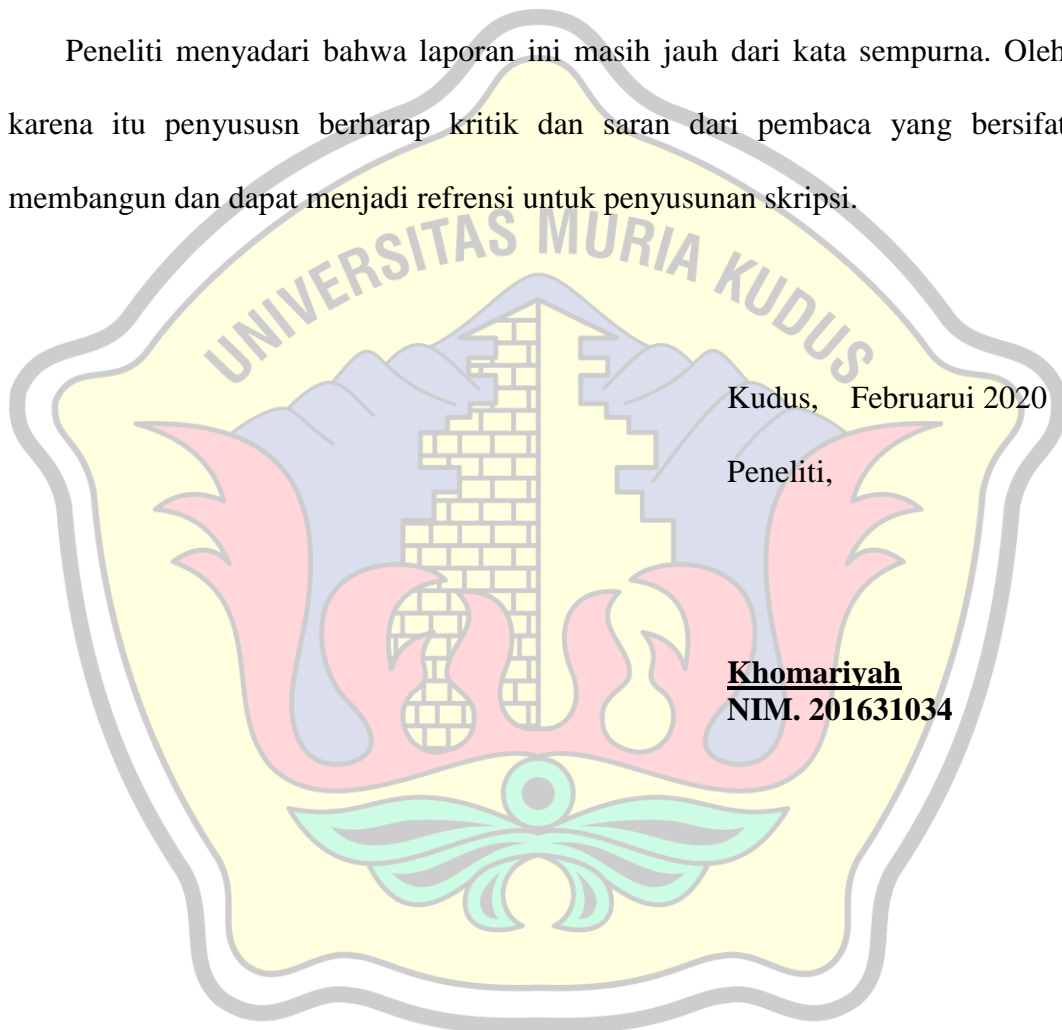 Peneliti menyadari bahwa laporan ini masih jauh dari kata sempurna. Oleh
karena itu penyususn berharap kritik dan saran dari pembaca yang bersifat
membangun dan dapat menjadi refrensi untuk penyusunan skripsi.
UNIVERSITAS MURIA KUDUS
Kudus, Februarui 2020
Peneliti,
Khomariyah
NIM. 201631034